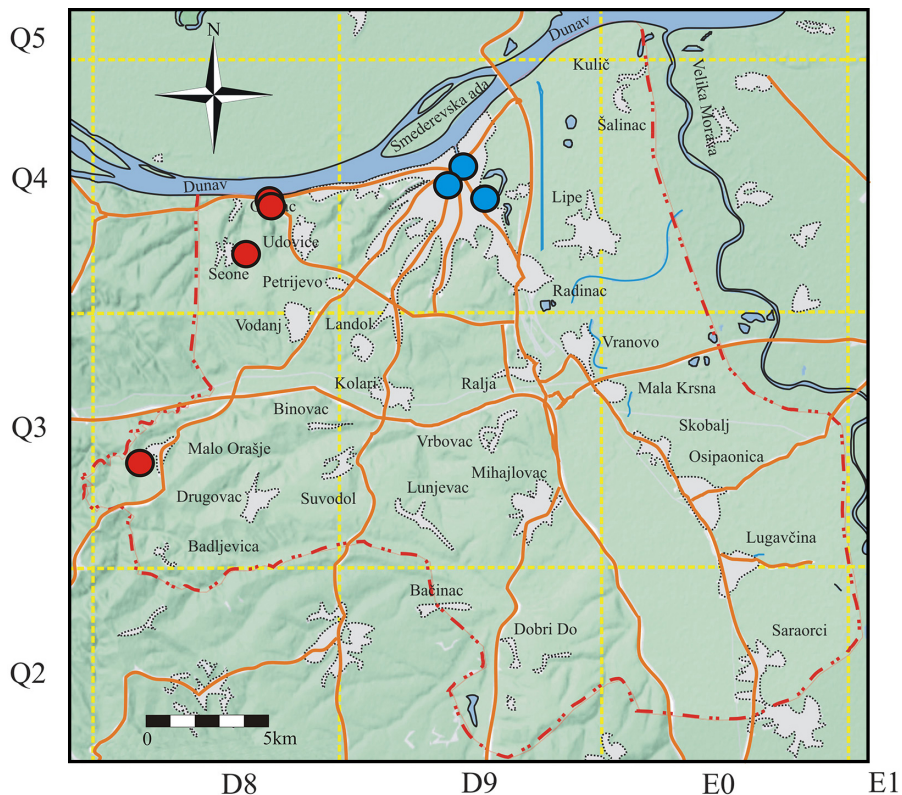 Q5
N
Dunav
Kulič
Velika Morava
Smederevska ada
Salinac
Q4
Dunav
Lipe
Udovice
Seone
Petrijevo
Radinac
Vodanj
Landol
Vranovo
Kolari
Ralja
Mala Krsna
Binovac
Skobalj
Q3
Vrbovac
Malo Orašje
Osipaonica
Mihajlovac
Drugovac
Suvodol
Lunjevac
Lugavčina
Badljevica
Bačinac
Dobri Do
Saraorci
Q2
0
5km
D8
D9
E0
E1